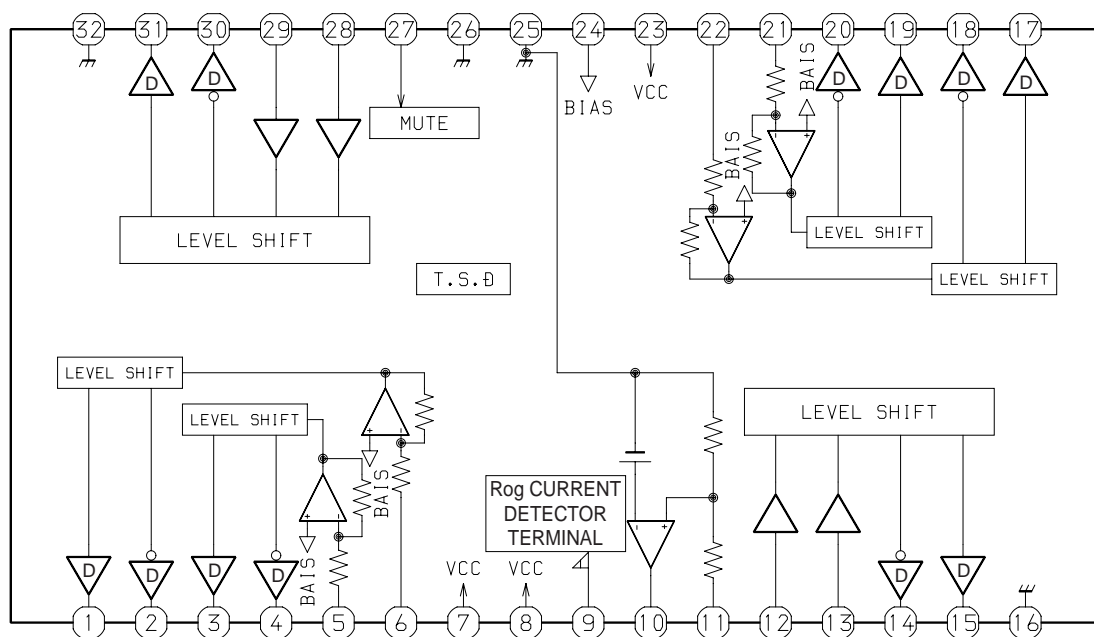 32 31 30 29 28 27 26 25 24 23 22 21 20 19 18 17
D D D D D D
BIAS
VCC
BAIS
MUTE
BAIS
LEVEL SHIFT
LEVEL SHIFT
LEVEL SHIFT
T.S.D
LEVEL SHIFT
LEVEL SHIFT
LEVEL SHIFT
BAIS
Rog CURRENT
DETECTOR
TERMINAL
BAIS
VCC
VCC
D D D D D D
1 2 3 4 5 6 7 8 9 10 11 12 13 14 15 16